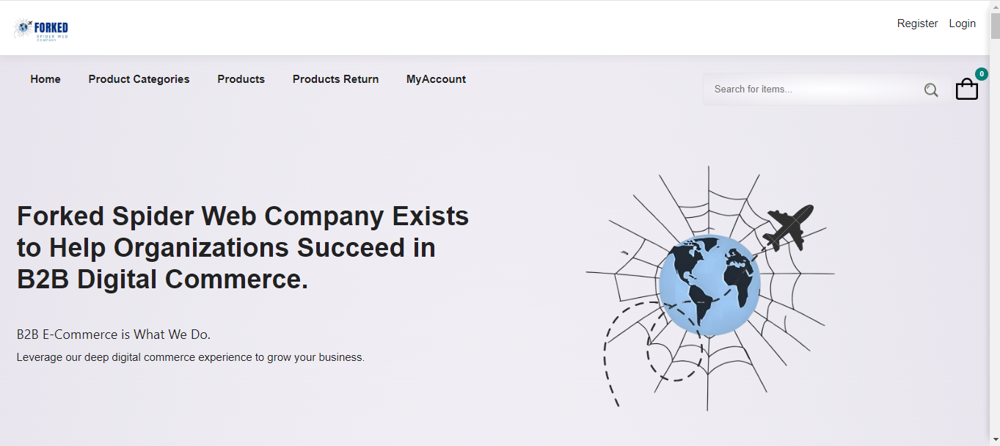 FORKED
SPIDER WEB
COMPANY
Register Login
Home Product Categories Products Products Return MyAccount
Search for items...
0
Forked Spider Web Company Exists
to Help Organizations Succeed in
B2B Digital Commerce.
B2B E-Commerce is What We Do.
Leverage our deep digital commerce experience to grow your business.